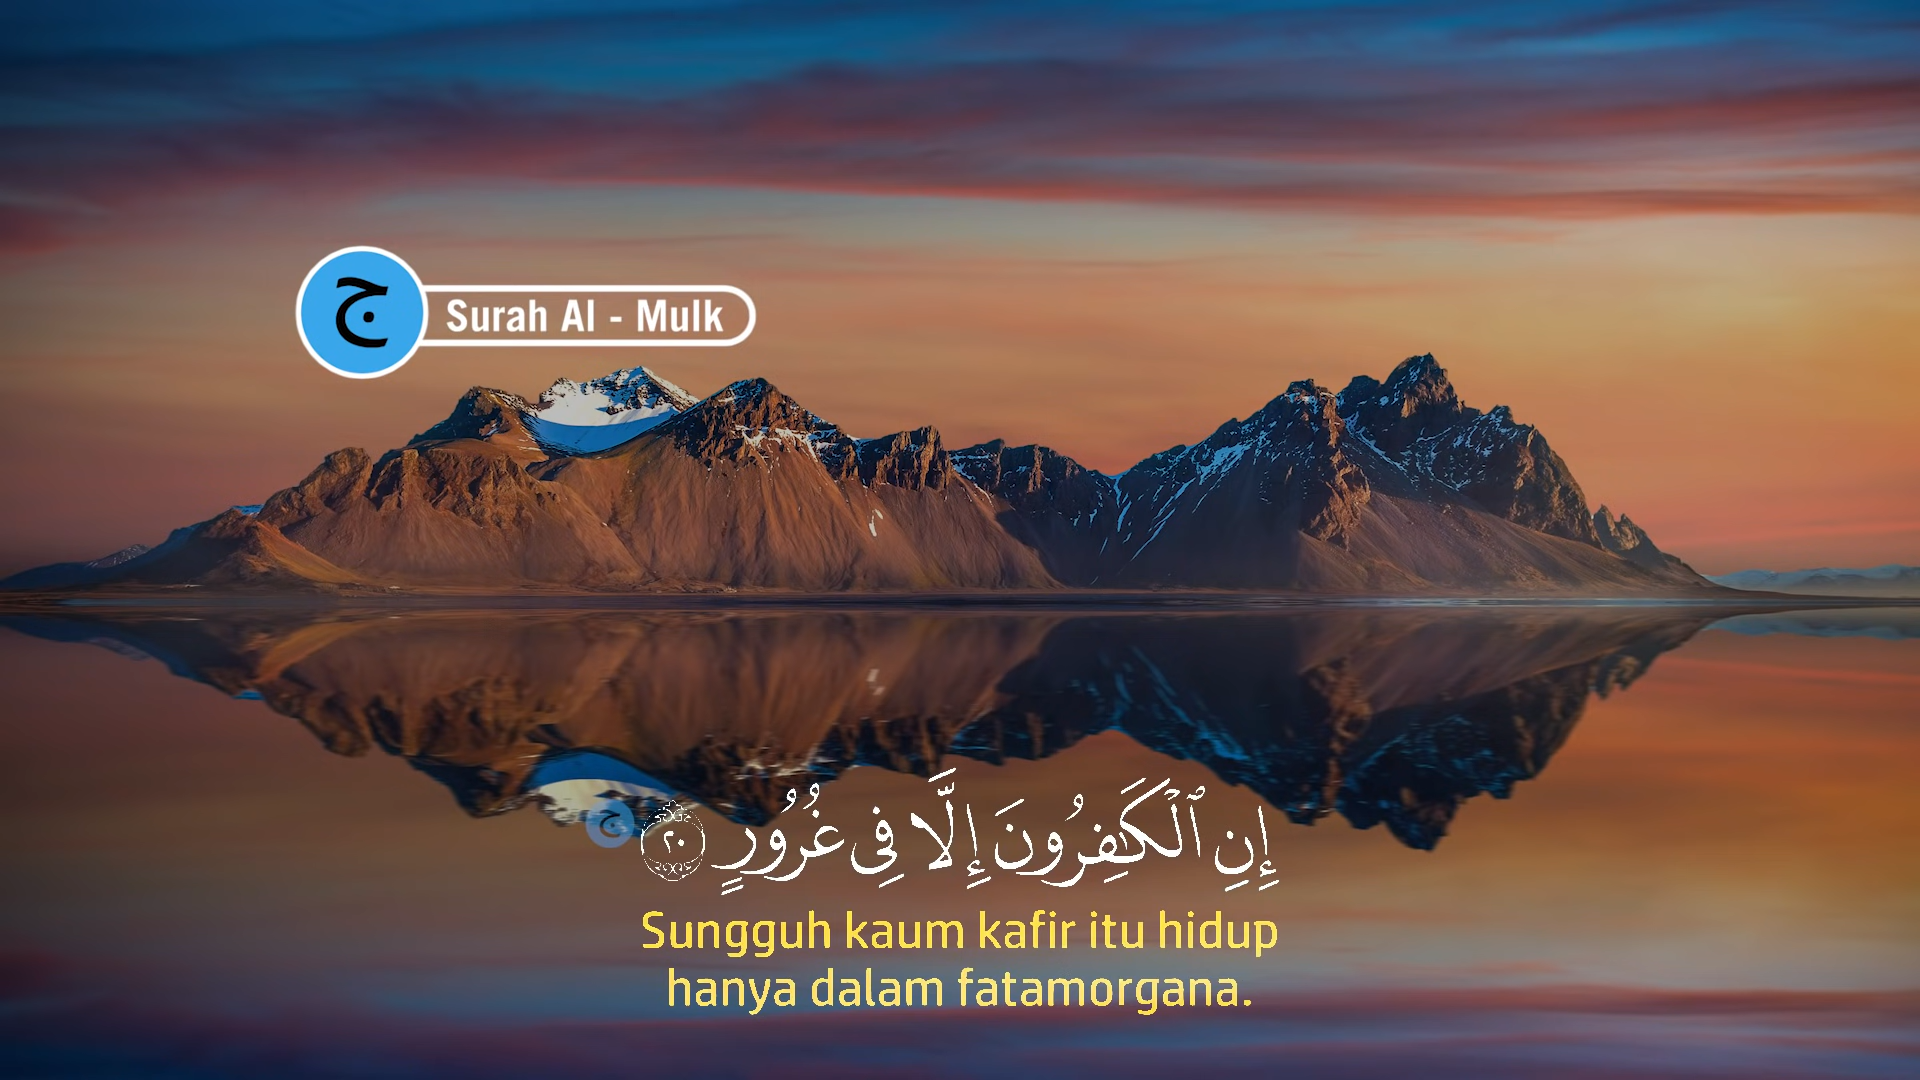 ج
Surah Al - Mulk
إِنِ ٱلْكَٰفِرُونَ إِلَّا فِى غُرُورٍ ٢٠
ج
Sungguh kaum kafir itu hidup
hanya dalam fatamorgana.